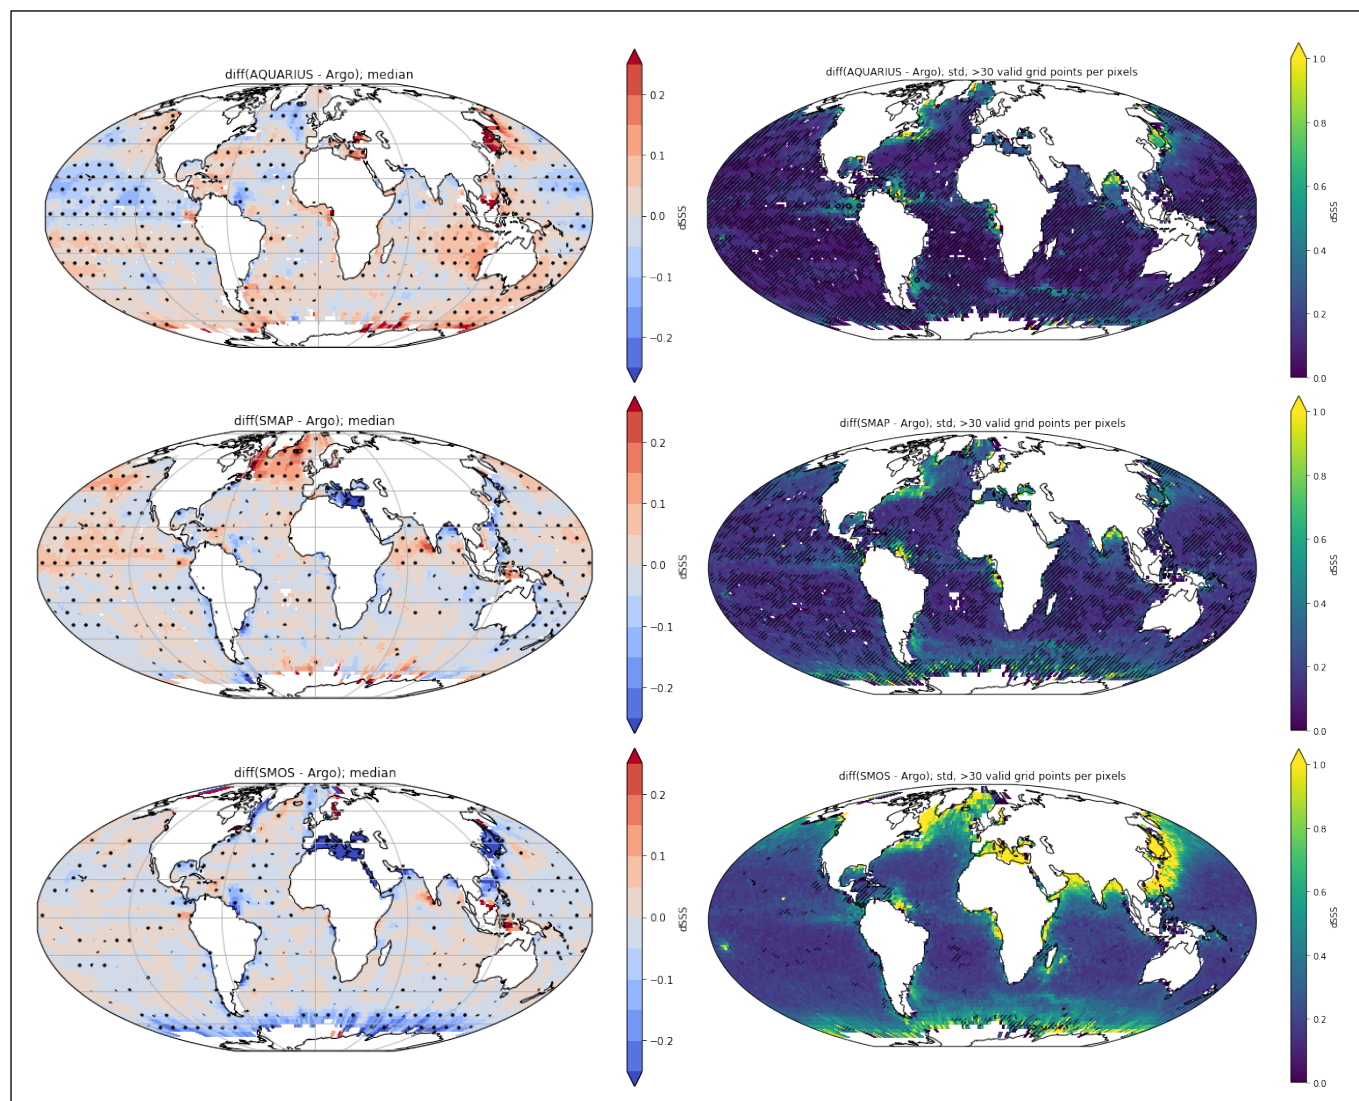 diff(AQUARIUS - Argo); median
0.2
0.1
0.0
−0.1
−0.2
dSSS
diff(AQUARIUS - Argo); std, >30 valid grid points per pixels
1.0
0.8
0.6
0.4
0.2
0.0
dSSS
diff(SMAP - Argo); median
0.2
0.1
0.0
−0.1
−0.2
dSSS
diff(SMAP - Argo); std, >30 valid grid points per pixels
1.0
0.8
0.6
0.4
0.2
0.0
dSSS
diff(SMOS - Argo); median
0.2
0.1
0.0
−0.1
−0.2
dSSS
diff(SMOS - Argo); std, >30 valid grid points per pixels
1.0
0.8
0.6
0.4
0.2
0.0
dSSS